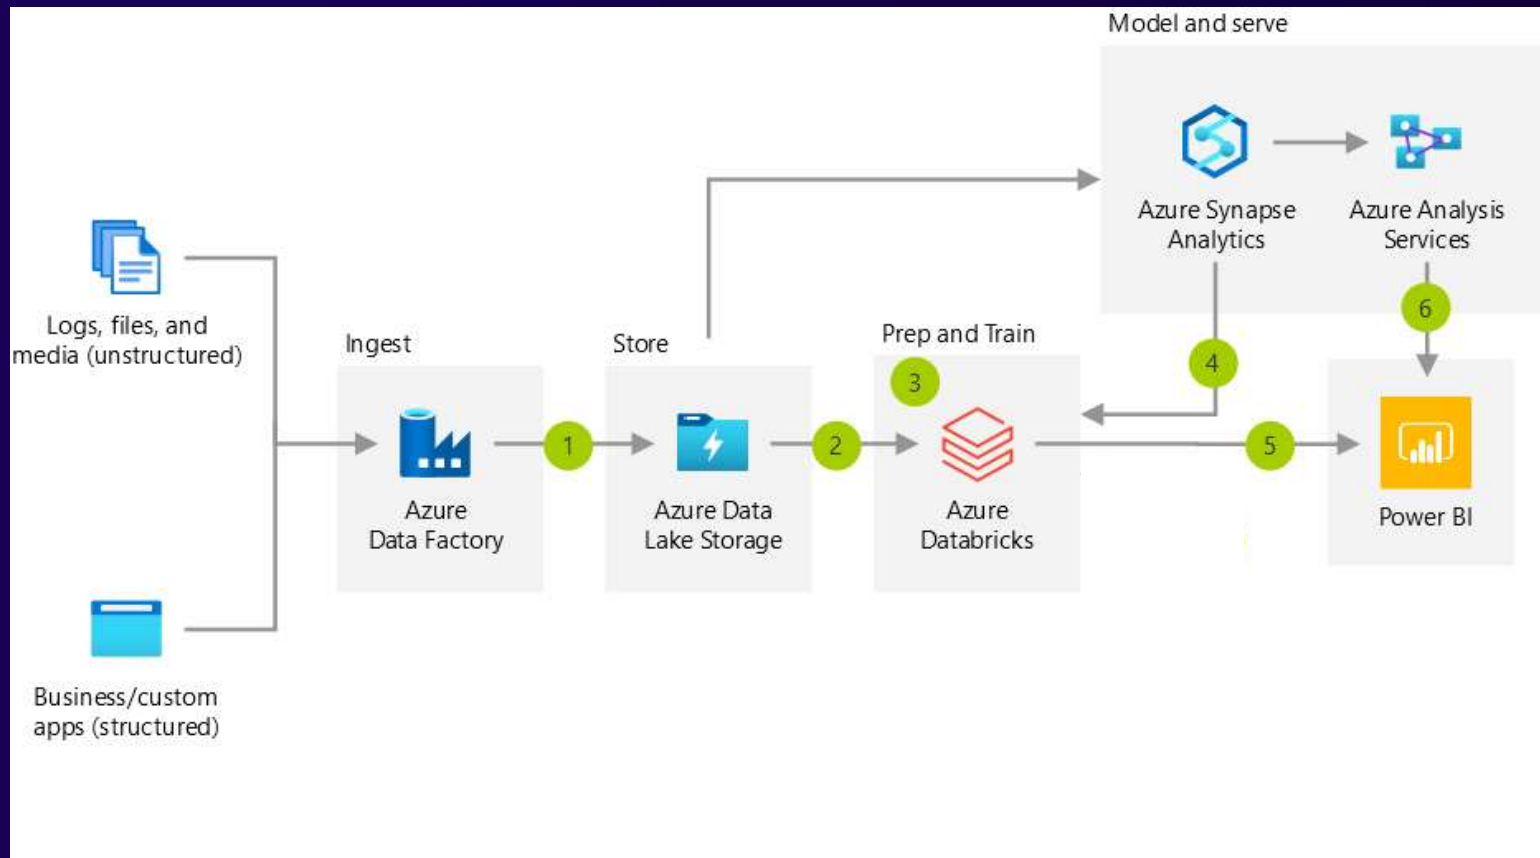 Model and serve
Azure Synapse
Analytics
Azure Analysis
Services
6
Logs, files, and
media (unstructured)
Ingest
Store
Prep and Train
3
4
1
2
5
Azure
Data Factory
Azure Data
Lake Storage
Azure
Databricks
Power BI
Business/custom
apps (structured)